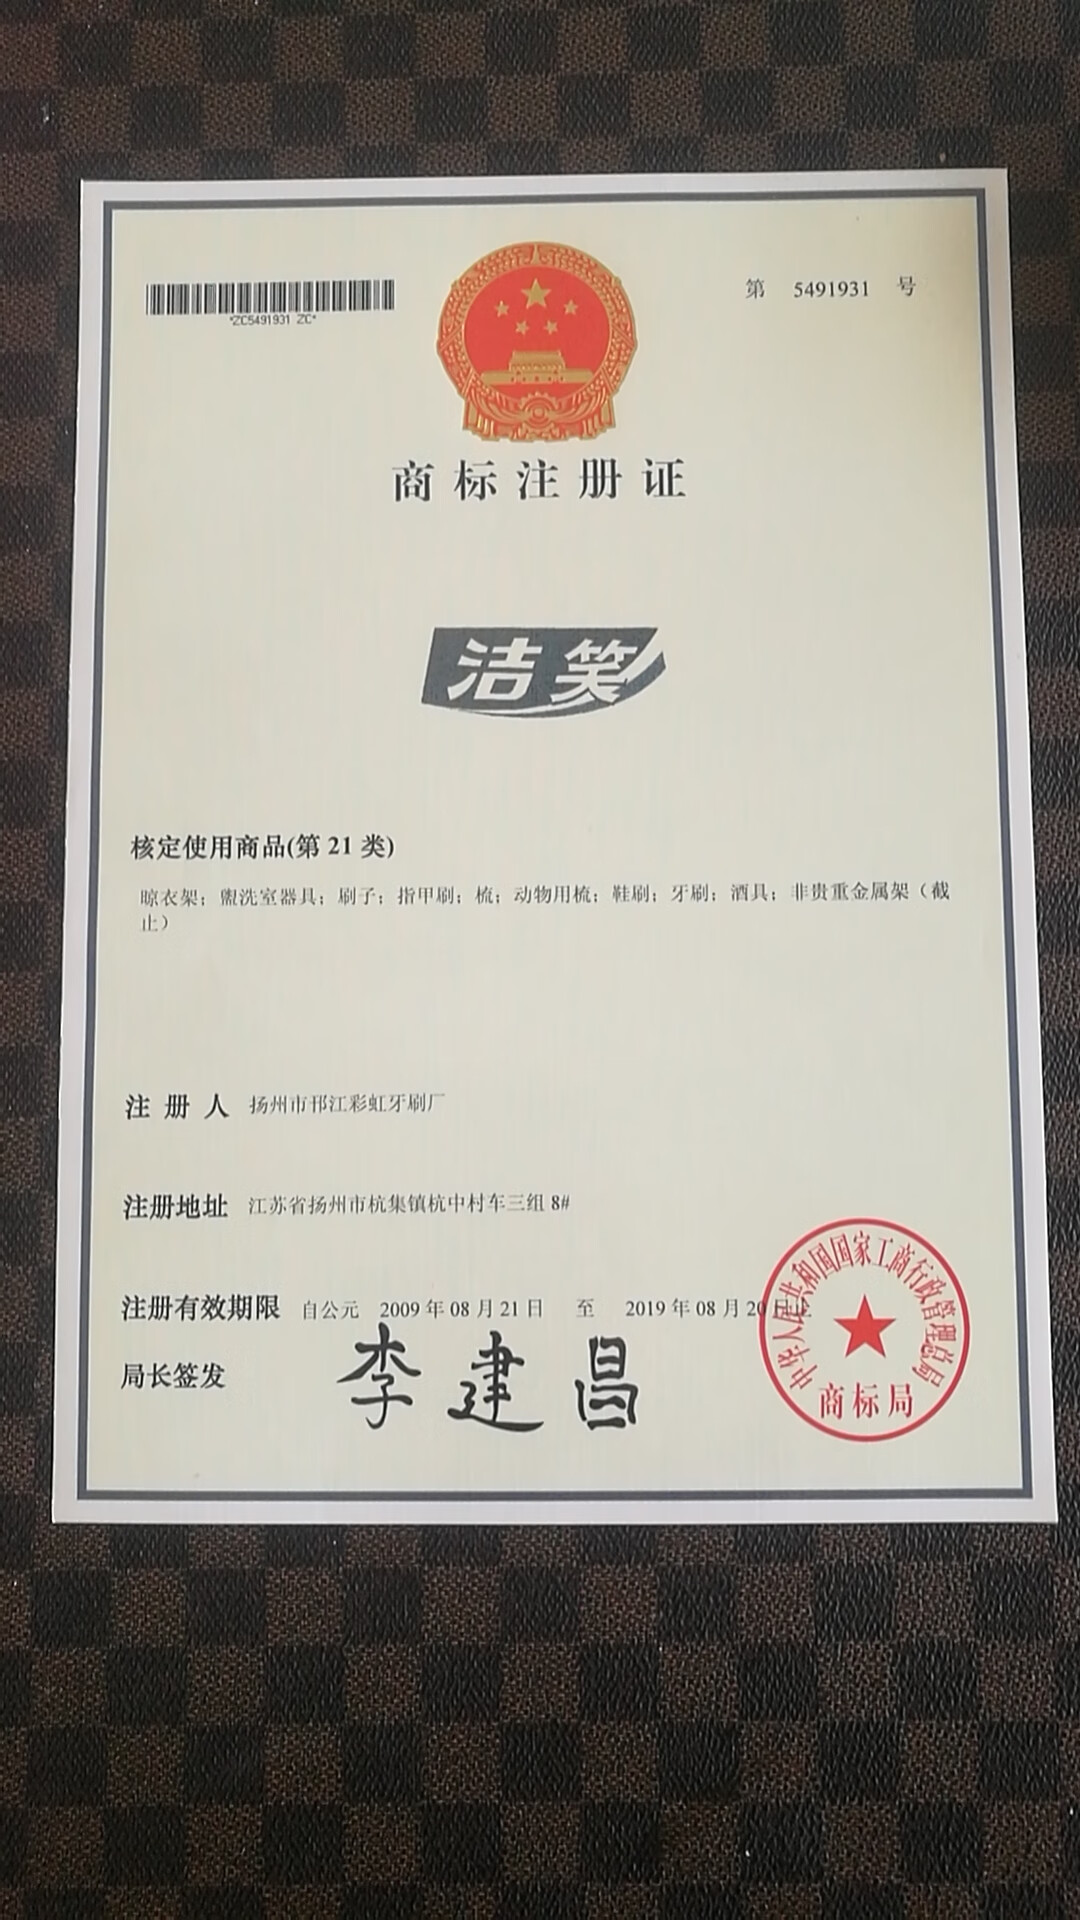 *ZC5491931 ZC*
第 5491931 号
商标注册证
洁笑
核定使用商品(第 21 类)
晾衣架；盥洗室器具；刷子；指甲刷；梳；动物用梳；鞋刷；牙刷；酒具；非贵重金属架（截
止）
注册人 扬州市邗江彩虹牙刷厂
注册地址 江苏省扬州市杭集镇杭中村车三组 8#
注册有效期限 自公元 2009 年 08 月 21 日 至 2019 年 08 月 20 日止
局长签发 李建昌
中华人民共和国国家工商行政管理总局
商标局